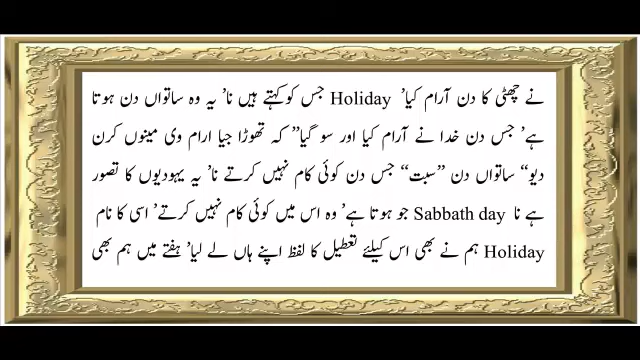 نے چھٹی کا دن آرام کیا’ Holiday جس کو کہتے ہیں نا’ یہ وہ ساتواں دن ہوتا
ہے’ جس دن خدا نے آرام کیا اور سو گیا” کہ تھوڑا جیا ارام وی مینوں کرن
دیو“ ساتواں دن ”سبت“ جس دن کوئی کام نہیں کرتے نا’ یہ یہودیوں کا تصور
ہے نا Sabbath day جو ہوتا ہے’ وہ اس میں کوئی کام نہیں کرتے’ اسی کا نام
Holiday ہم نے بھی اس کیلئے تعطیل کا لفظ اپنے ہاں لے لیا’ ہفتے میں ہم بھی